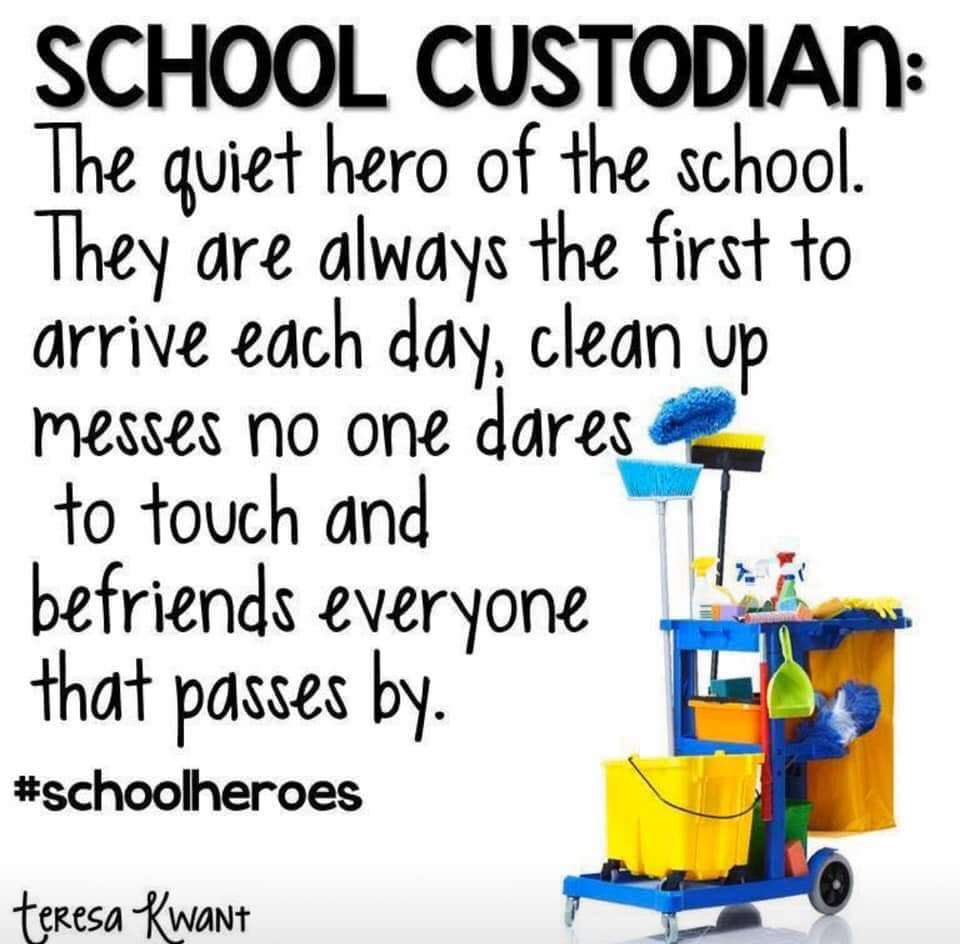 SCHOOL CUSTODIAN:
The quiet hero of the school.
They are always the first to
arrive each day, clean up
messes no one dares
to touch and
befriends everyone
that passes by.
#schoolheroes
teresa Kwant